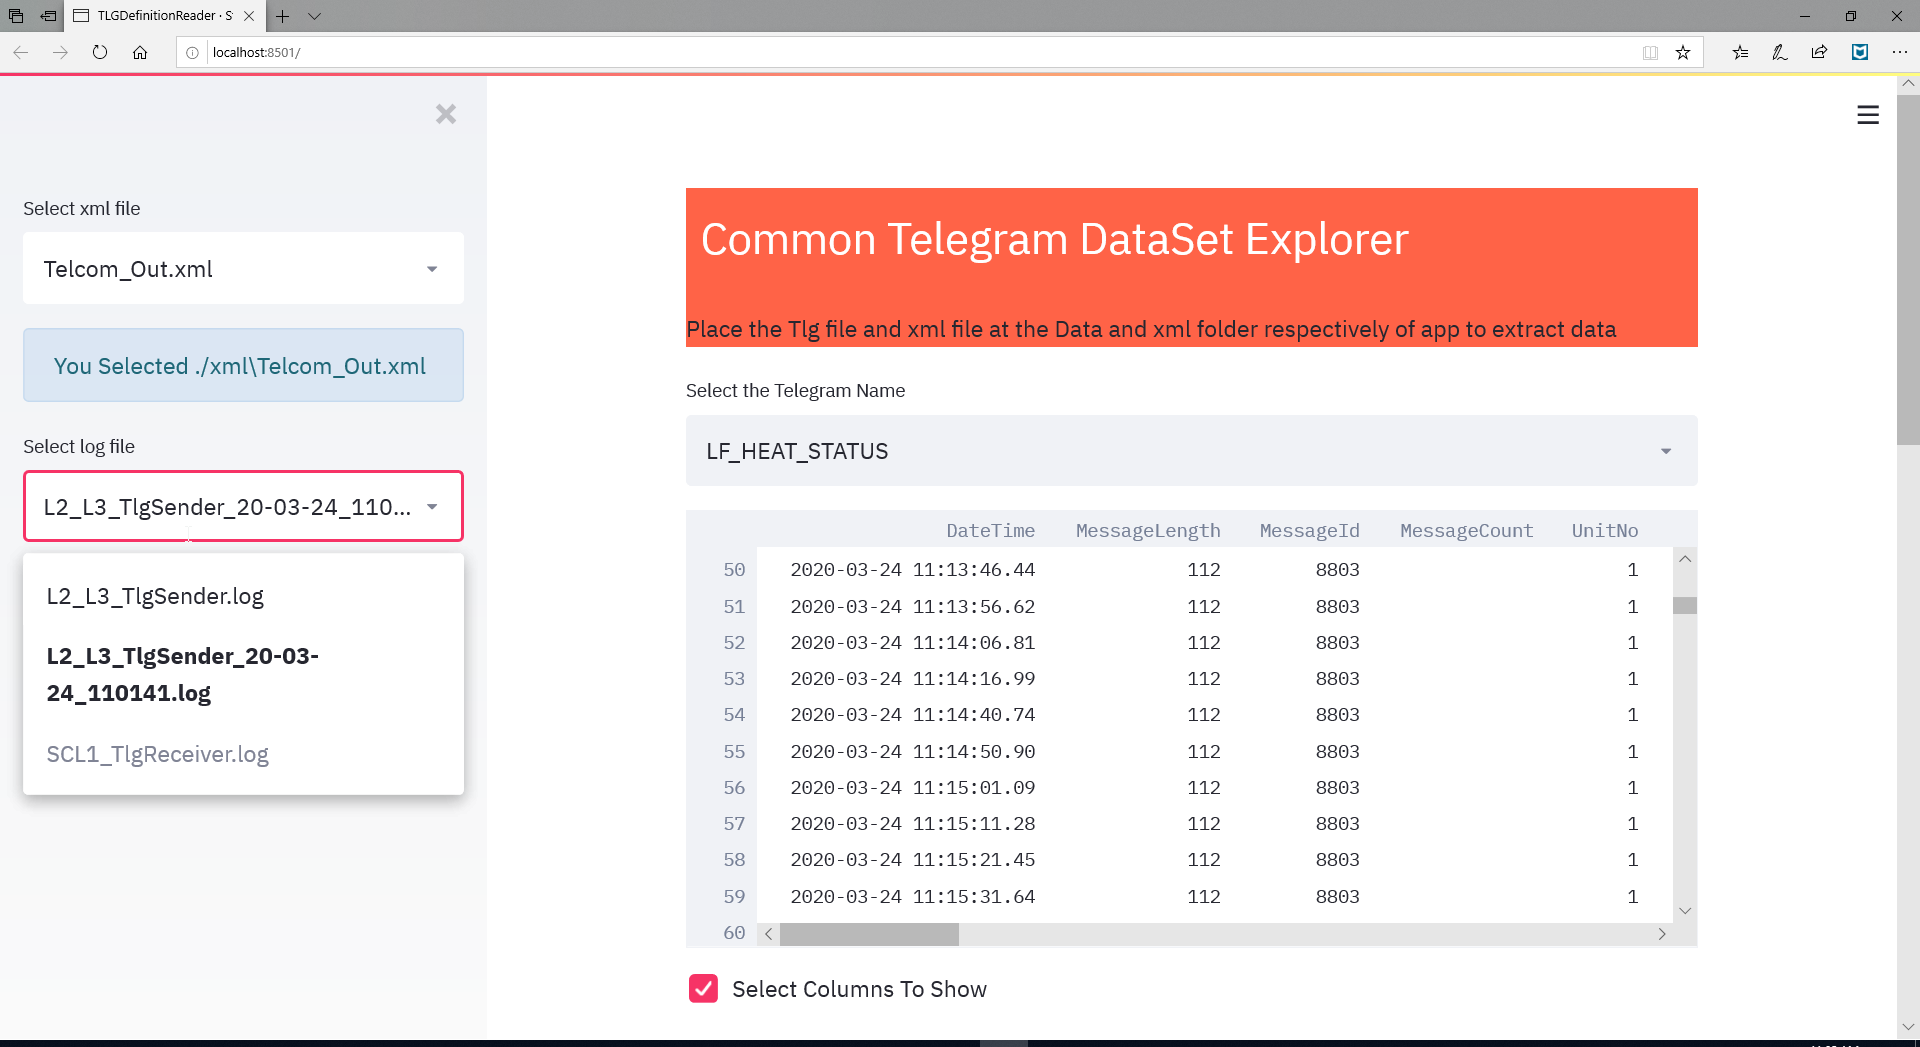 TLGDefinitionReader · S
localhost:8501/
Select xml file
Telcom_Out.xml
You Selected ./xml\Telcom_Out.xml
Select log file
L2_L3_TlgSender_20-03-24_110...
L2_L3_TlgSender.log
L2_L3_TlgSender_20-03-
24_110141.log
SCL1_TlgReceiver.log
Common Telegram DataSet Explorer
Place the Tlg file and xml file at the Data and xml folder respectively of app to extract data
Select the Telegram Name
LF_HEAT_STATUS
DateTime MessageLength MessageId MessageCount UnitNo
50 2020-03-24 11:13:46.44 112 8803 1
51 2020-03-24 11:13:56.62 112 8803 1
52 2020-03-24 11:14:06.81 112 8803 1
53 2020-03-24 11:14:16.99 112 8803 1
54 2020-03-24 11:14:40.74 112 8803 1
55 2020-03-24 11:14:50.90 112 8803 1
56 2020-03-24 11:15:01.09 112 8803 1
57 2020-03-24 11:15:11.28 112 8803 1
58 2020-03-24 11:15:21.45 112 8803 1
59 2020-03-24 11:15:31.64 112 8803 1
60
Select Columns To Show